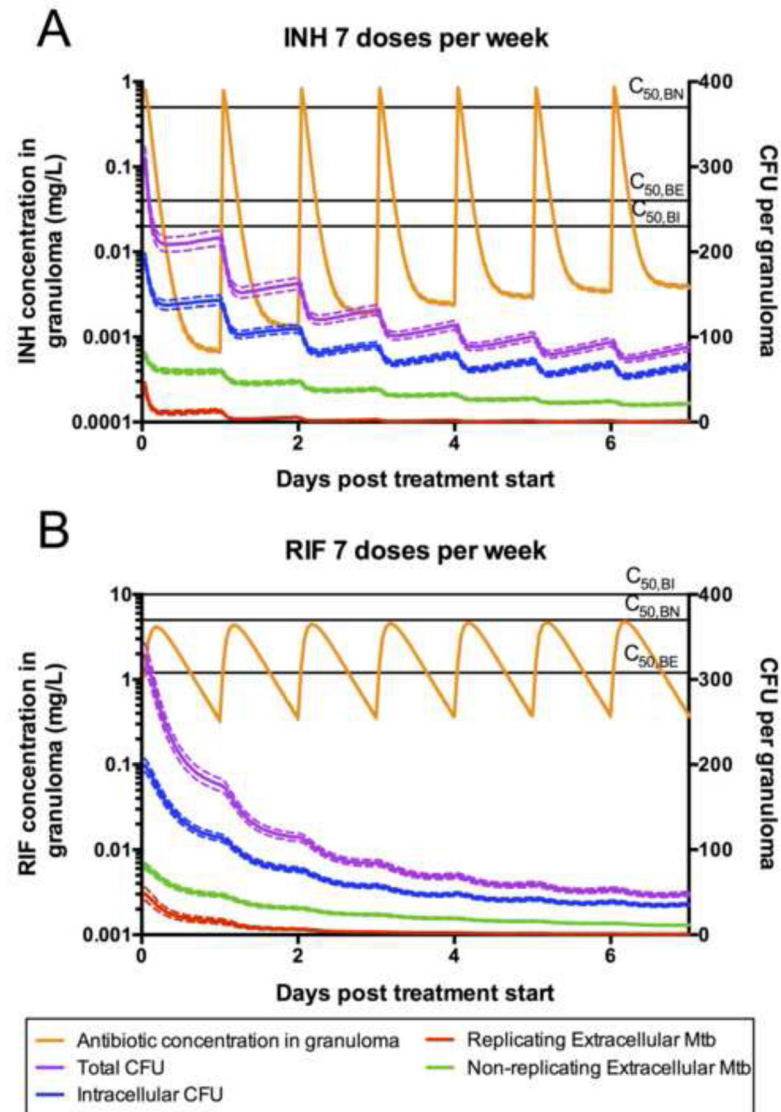 A
INH 7 doses per week
INH concentration in
granuloma (mg/L)
1
0.1
0.01
0.001
0.0001
C50,BN
C50,BE
C50,BI
400
300
200
100
0
CFU per granuloma
0
2
4
6
Days post treatment start
B
RIF 7 doses per week
RIF concentration in
granuloma (mg/L)
10
1
0.1
0.01
0.001
C50,BI
C50,BN
C50,BE
400
300
200
100
0
CFU per granuloma
0
2
4
6
Days post treatment start
Antibiotic concentration in granuloma
Total CFU
Intracellular CFU
Replicating Extracellular Mtb
Non-replicating Extracellular Mtb